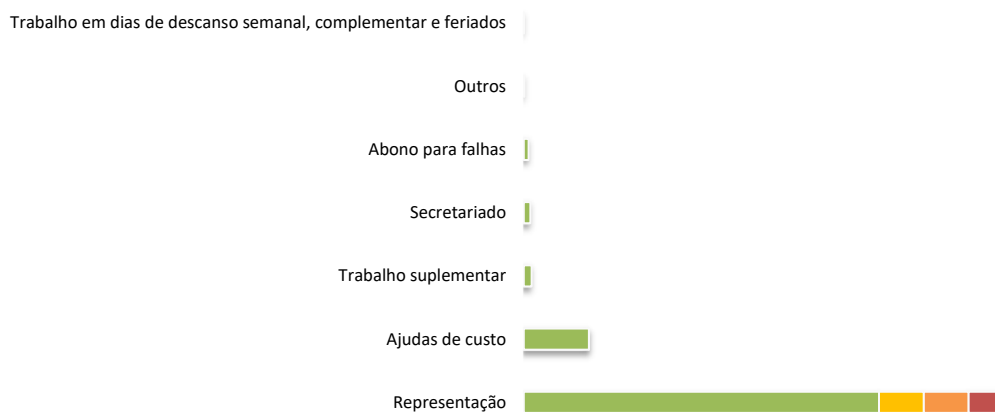 Trabalho em dias de descanso semanal, complementar e feriados
Outros
Abono para falhas
Secretariado
Trabalho suplementar
Ajudas de custo
Representação